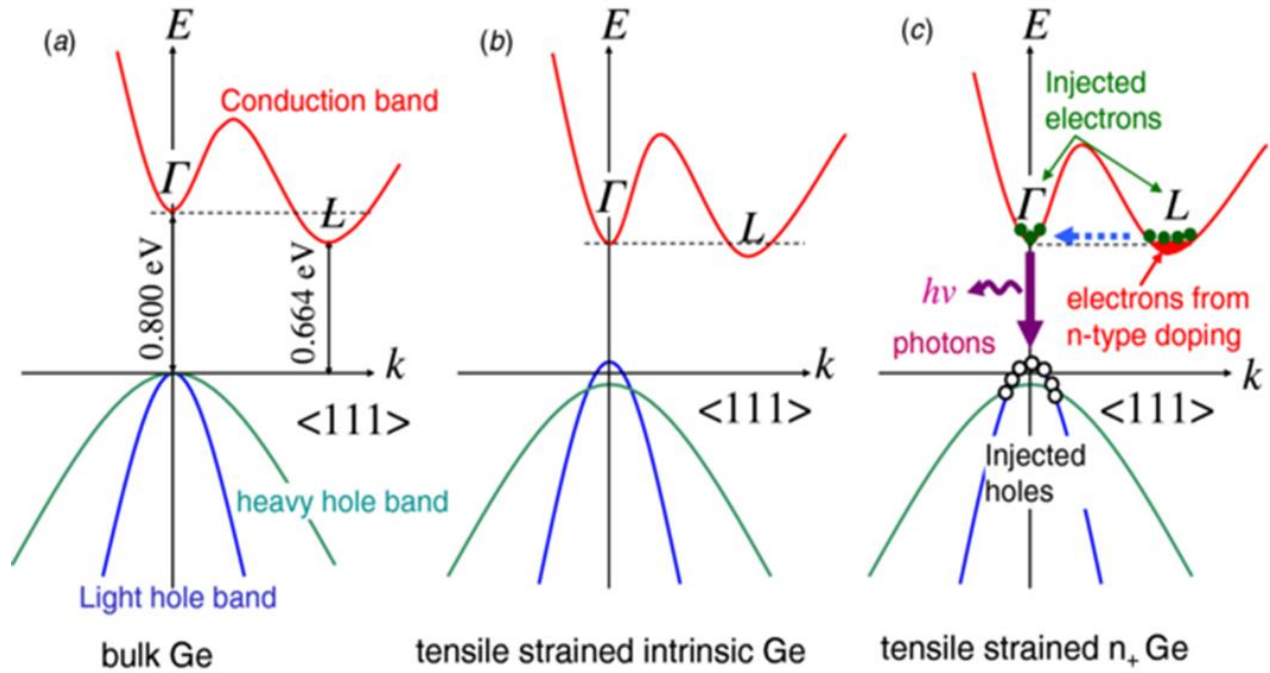 (a)
E
Conduction band
Γ
L
0.800 eV
0.664 eV
k
<111>
heavy hole band
Light hole band
bulk Ge
(b)
E
Γ
L
k
<111>
tensile strained intrinsic Ge
(c)
E
Injected
electrons
Γ
L
hν
photons
electrons from
n-type doping
k
<111>
Injected
holes
tensile strained n₊ Ge